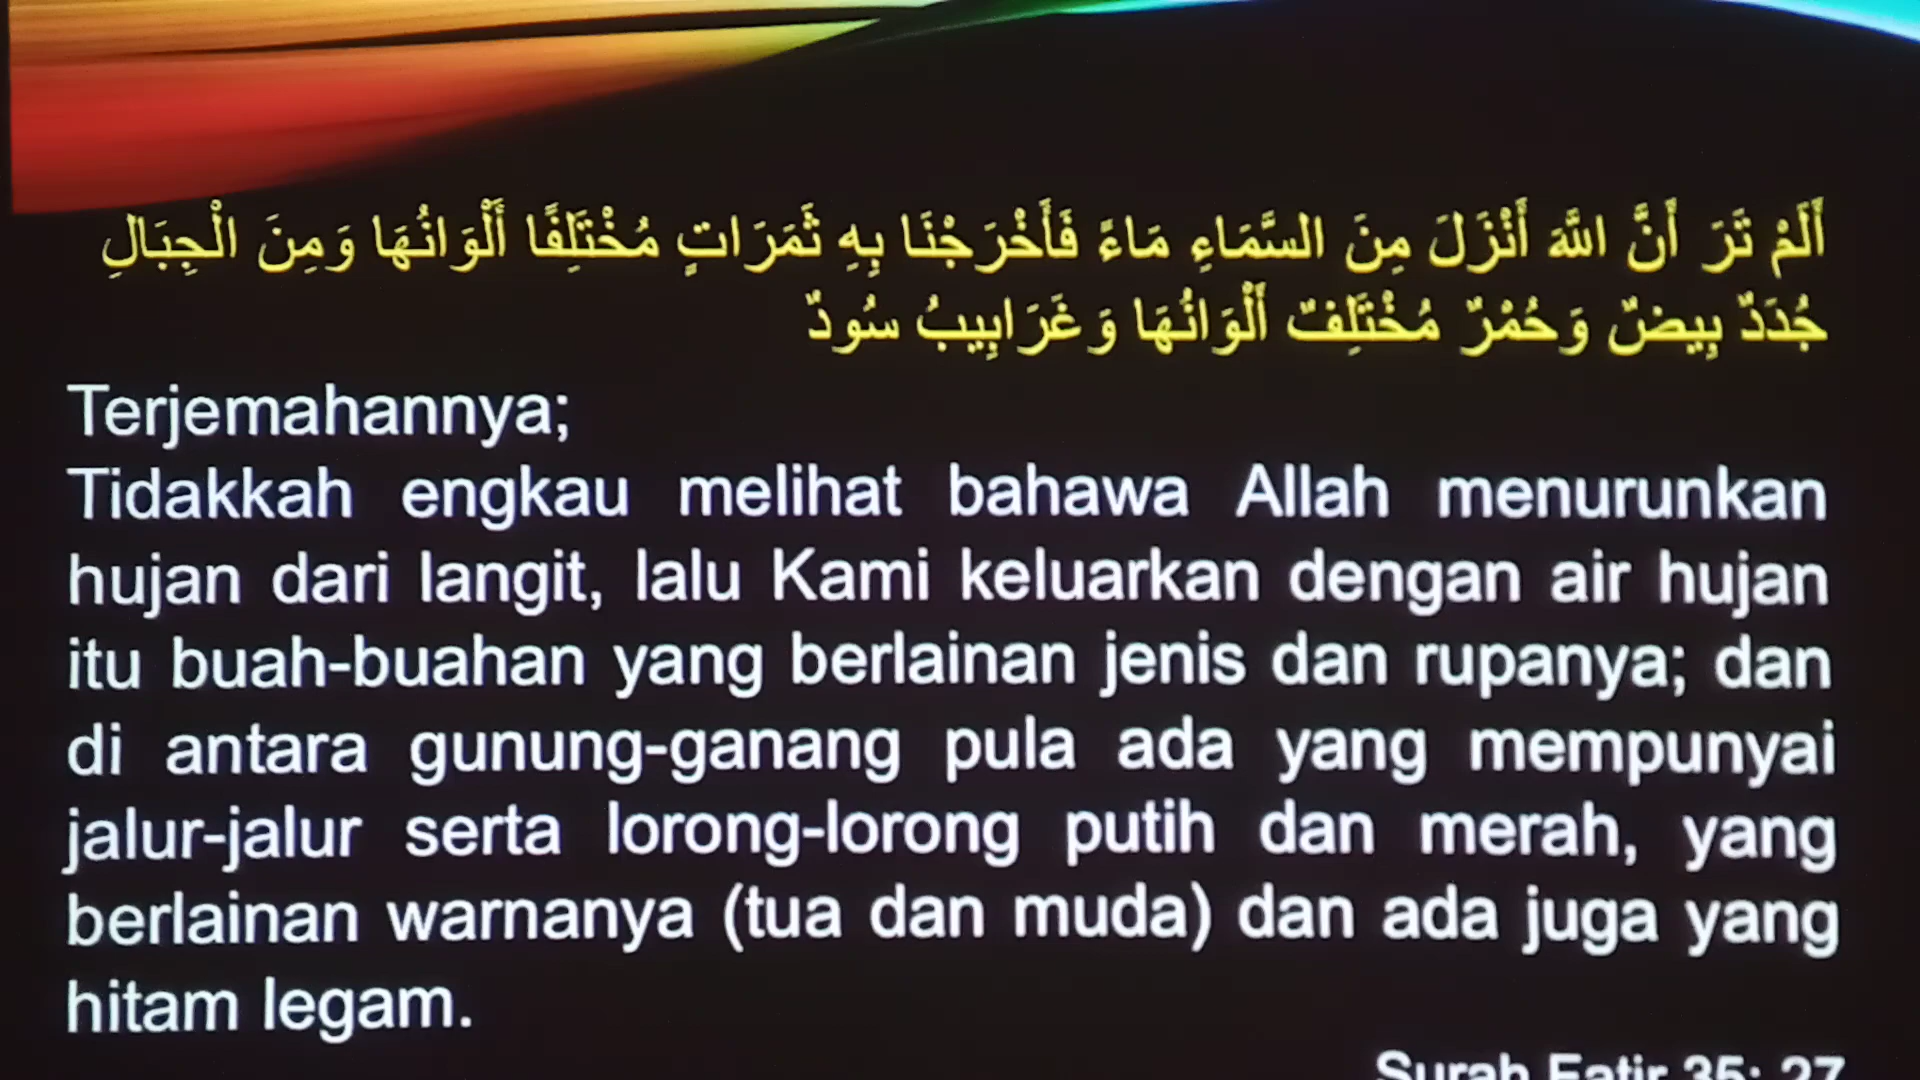 أَلَمْ تَرَ أَنَّ اللَّهَ أَنْزَلَ مِنَ السَّمَاءِ مَاءً فَأَخْرَجْنَا بِهِ ثَمَرَاتٍ مُخْتَلِفًا أَلْوَانُهَا وَمِنَ الْجِبَالِ
جُدَدٌ بِيضٌ وَحُمْرٌ مُخْتَلِفٌ أَلْوَانُهَا وَغَرَابِيبُ سُودٌ
Terjemahannya;
Tidakkah engkau melihat bahawa Allah menurunkan
hujan dari langit, lalu Kami keluarkan dengan air hujan
itu buah-buahan yang berlainan jenis dan rupanya; dan
di antara gunung-ganang pula ada yang mempunyai
jalur-jalur serta lorong-lorong putih dan merah, yang
berlainan warnanya (tua dan muda) dan ada juga yang
hitam legam.
Surah Fatir 35: 27